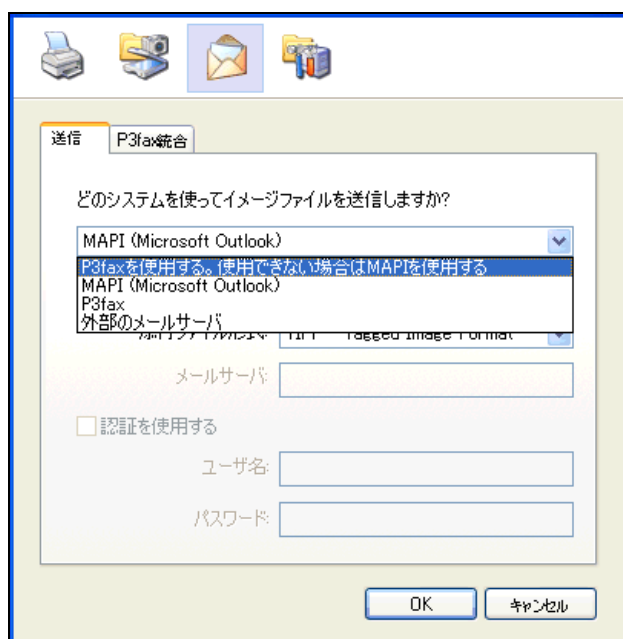 送信
P3fax統合
どのシステムを使ってイメージファイルを送信しますか?
MAPI (Microsoft Outlook)
P3faxを使用する。使用できない場合はMAPIを使用する
MAPI (Microsoft Outlook)
P3fax
外部のメールサーバ
メールサーバ:
認証を使用する
ユーザ名:
パスワード:
OK
キャンセル